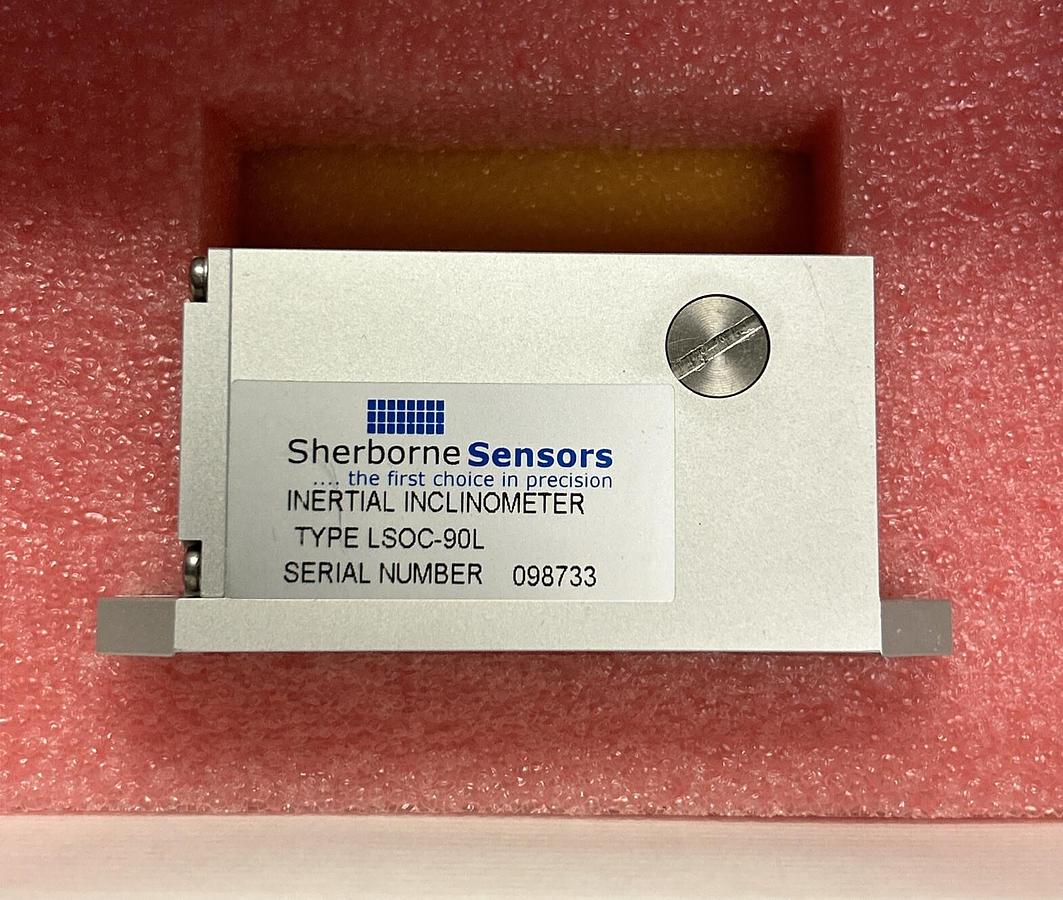 Sherborne Sensors
.... the first choice in precision
INERTIAL INCLINOMETER
TYPE LSOC-90L
SERIAL NUMBER 098733